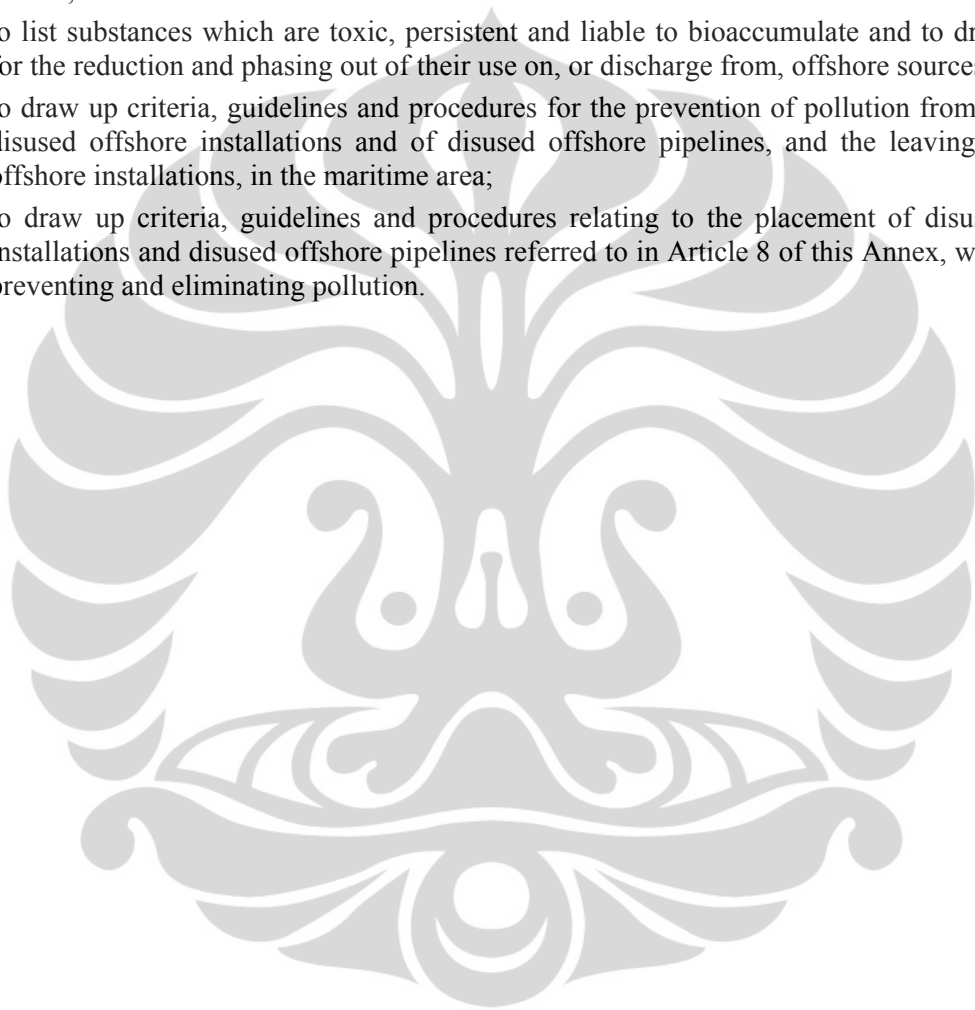 to list substances which are toxic, persistent and liable to bioaccumulate and to
for the reduction and phasing out of their use on, or discharge from, offshore sources
to draw up criteria, guidelines and procedures for the prevention of pollution from
disused offshore installations and of disused offshore pipelines, and the leaving
offshore installations, in the maritime area;
to draw up criteria, guidelines and procedures relating to the placement of
installations and disused offshore pipelines referred to in Article 8 of this Annex,
preventing and eliminating pollution.